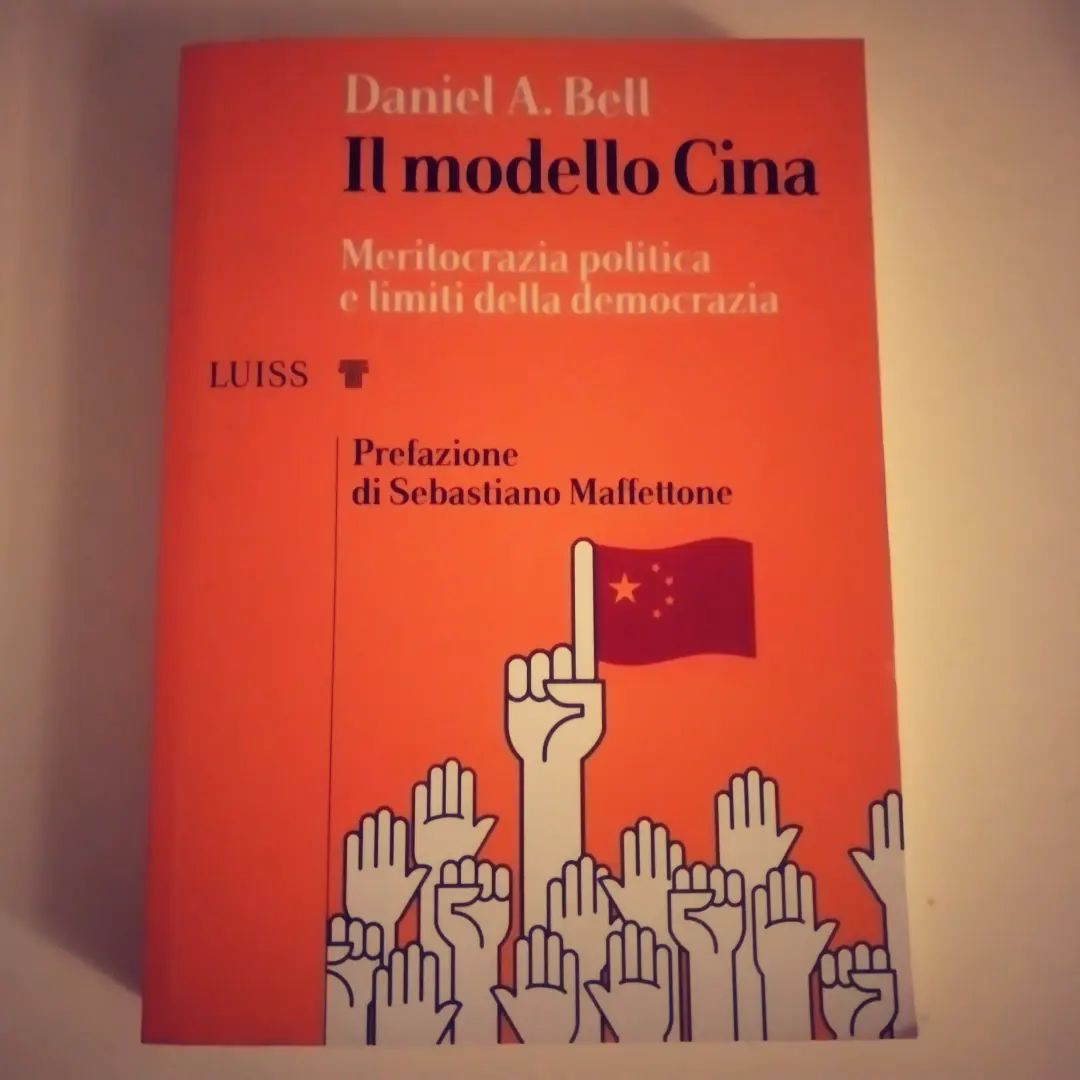 Daniel A. Bell
Il modello Cina
Meritocrazia politica
e limiti della democrazia
LUISS
Prefazione
di Sebastiano Maffettone